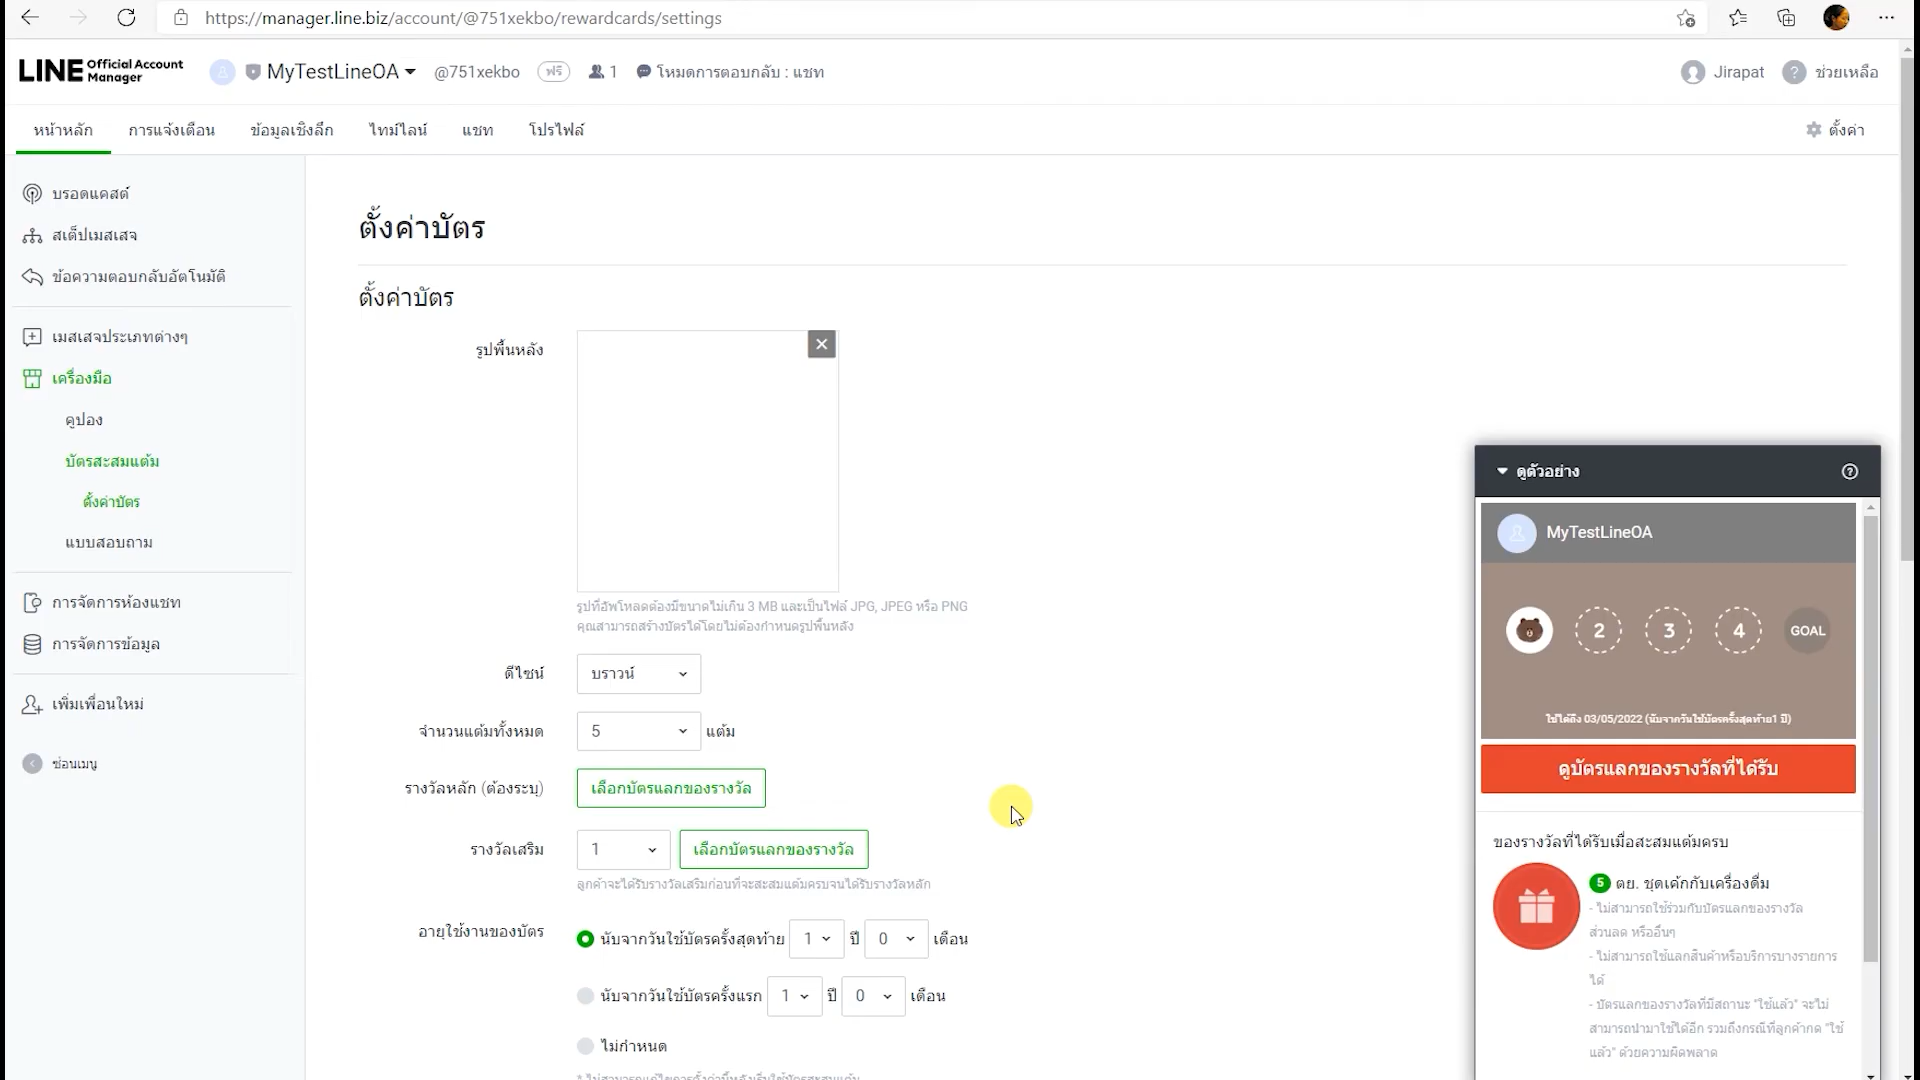 https://manager.line.biz/account/@751xekbo/rewardcards/settings
LINE Official Account Manager
MyTestLineOA @751xekbo ฟรี 1 โหมดการตอบกลับ : แชท
Jirapat ? ช่วยเหลือ
หน้าหลัก การแจ้งเตือน ข้อมูลเชิงลึก ไทม์ไลน์ แชท โปรไฟล์ ตั้งค่า
บรอดแคสต์
สเต็ปเมสเสจ
ข้อความตอบกลับอัตโนมัติ
เมสเสจประเภทต่างๆ
เครื่องมือ
คูปอง
บัตรสะสมแต้ม
ตั้งค่าบัตร
แบบสอบถาม
การจัดการห้องแชท
การจัดการข้อมูล
เพิ่มเพื่อนใหม่
ซ่อนเมนู
ตั้งค่าบัตร
ตั้งค่าบัตร
รูปพื้นหลัง
รูปที่อัพโหลดต้องมีขนาดไม่เกิน 3 MB และเป็นไฟล์ JPG, JPEG หรือ PNG
คุณสามารถสร้างบัตรได้โดยไม่ต้องกำหนดรูปพื้นหลัง
ดีไซน์ บราวน์
จำนวนแต้มทั้งหมด 5 แต้ม
รางวัลหลัก (ต้องระบุ) เลือกบัตรแลกของรางวัล
รางวัลเสริม 1 เลือกบัตรแลกของรางวัล
ลูกค้าจะได้รับรางวัลเสริมก่อนที่จะสะสมแต้มครบจนได้รับรางวัลหลัก
อายุใช้งานของบัตร นับจากวันใช้บัตรครั้งสุดท้าย 1 ปี 0 เดือน
นับจากวันใช้บัตรครั้งแรก 1 ปี 0 เดือน
ไม่กำหนด
ดูตัวอย่าง ?
MyTestLineOA
2 3 4 GOAL
ใช้ได้ถึง 03/05/2022 (นับจากวันใช้บัตรครั้งสุดท้าย1 ปี)
ดูบัตรแลกของรางวัลที่ได้รับ
ของรางวัลที่ได้รับเมื่อสะสมแต้มครบ
5 ตย. ชุดเค้กกับเครื่องดื่ม
- ไม่สามารถใช้ร่วมกับบัตรแลกของรางวัล
ส่วนลด หรืออื่นๆ
- ไม่สามารถใช้แลกสินค้าหรือบริการบางรายการ
ได้
- บัตรแลกของรางวัลที่มีสถานะ "ใช้แล้ว" จะไม่
สามารถนำมาใช้ได้อีก รวมถึงกรณีที่ลูกค้ากด "ใช้
แล้ว" ด้วยความผิดพลาด